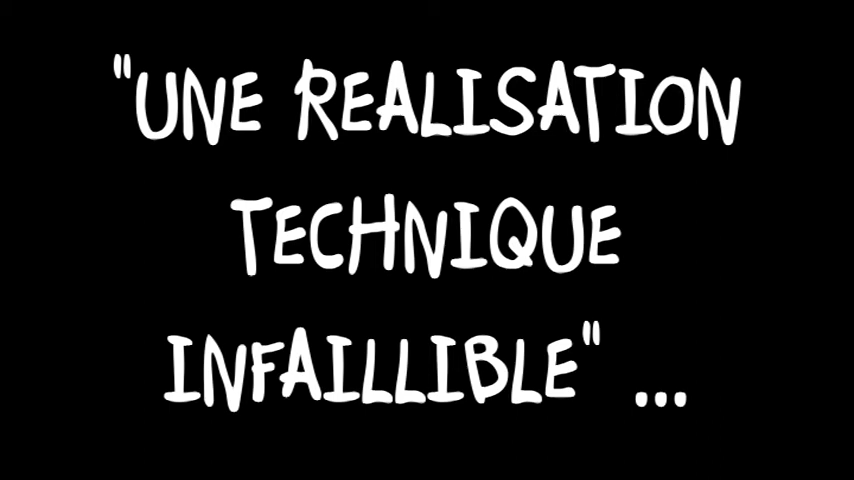 "UNE REALISATION
TECHNIQUE
INFAILLIBLE" ...